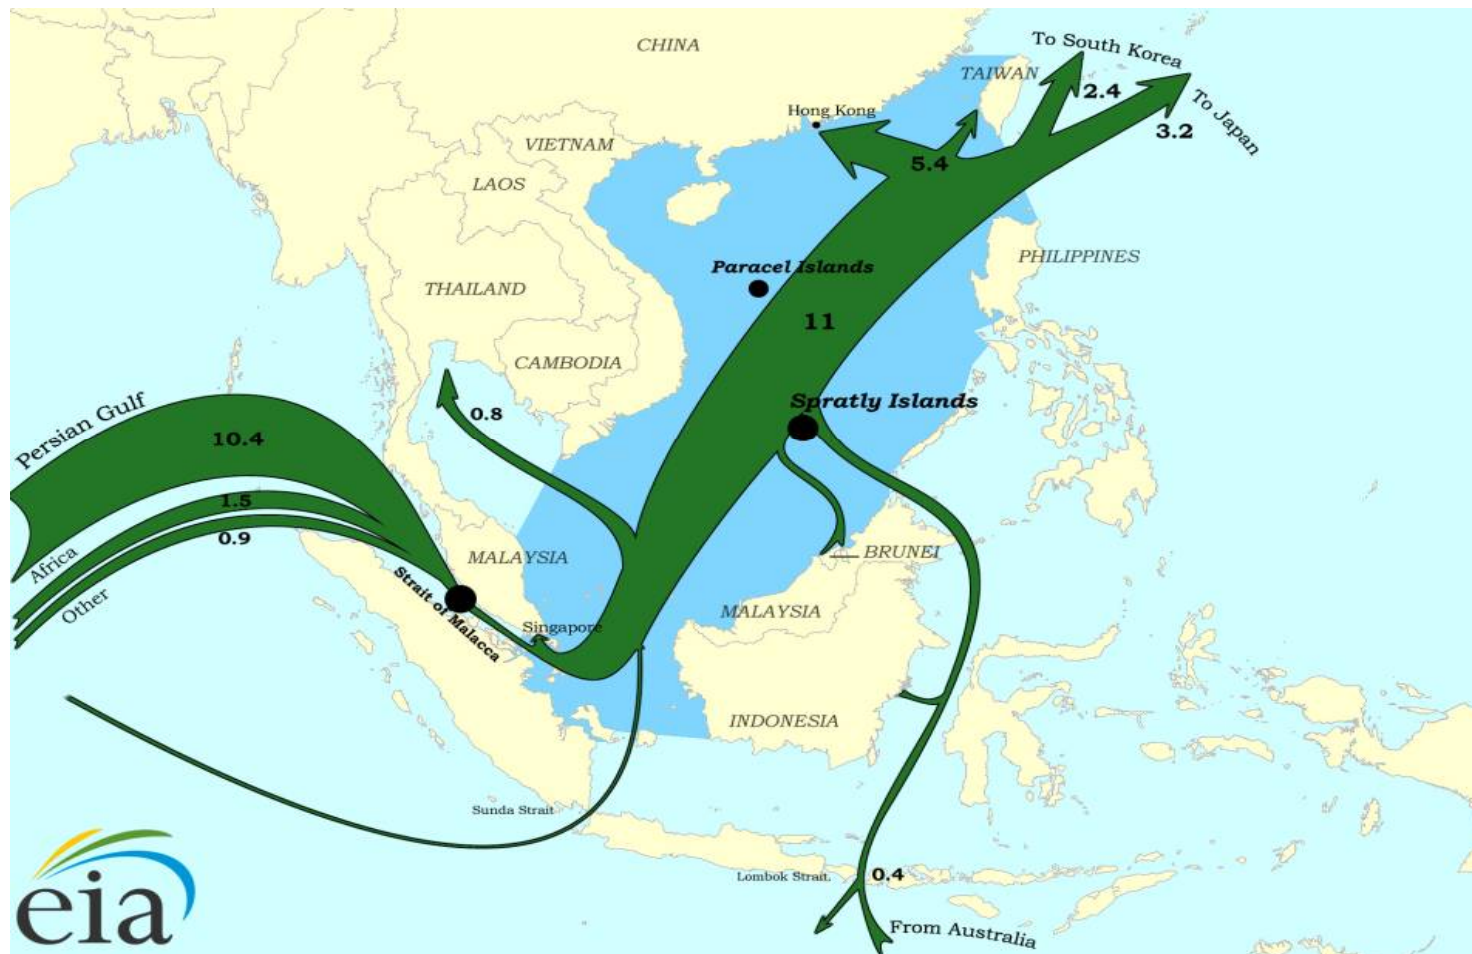 To South Korea
CHINA
TAIWAN
2.4
To Japan
Hong Kong
3.2
VIETNAM
5.4
LAOS
Paracel Islands
PHILIPPINES
THAILAND
11
CAMBODIA
Spratly Islands
0.8
Persian Gulf
10.4
1.5
0.9
Africa
Other
MALAYSIA
BRUNEI
Strait of Malacca
MALAYSIA
Singapore
INDONESIA
Sunda Strait
Lombok Strait.
0.4
From Australia
eia